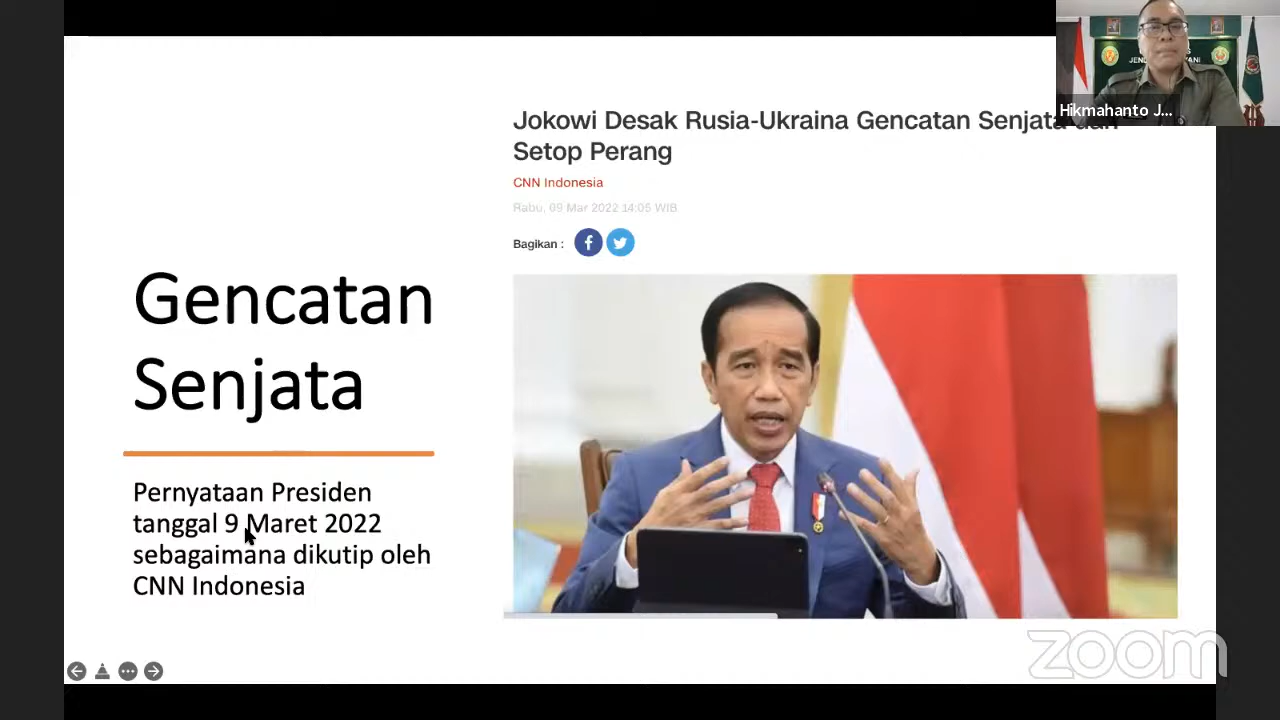 Jokowi Desak Rusia-Ukraina Gencatan Senjata dan
Setop Perang
CNN Indonesia
Rabu, 09 Mar 2022 14:05 WIB
Bagikan :
Gencatan
Senjata
Pernyataan Presiden
tanggal 9 Maret 2022
sebagaimana dikutip oleh
CNN Indonesia
Hikmahanto J...
zoom